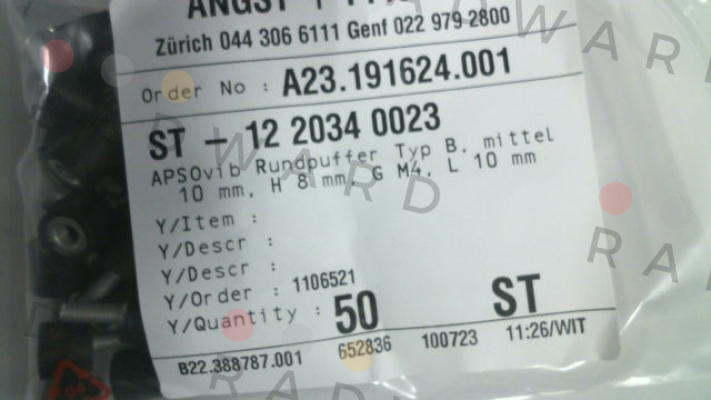 ANGST + 
Zürich 044 306 6111 Genf 022 979 2800
Order No : A23.191624.001
ST – 12 2034 0023
APSOvib Rundpuffer Typ B, mittel
10 mm, H 8 mm, G M4, L 10 mm
Y/Item :
Y/Descr :
Y/Descr :
Y/Order : 1106521
Y/Quantity : 50 ST
B22.388787.001 652836 100723 11:26/WIT
04